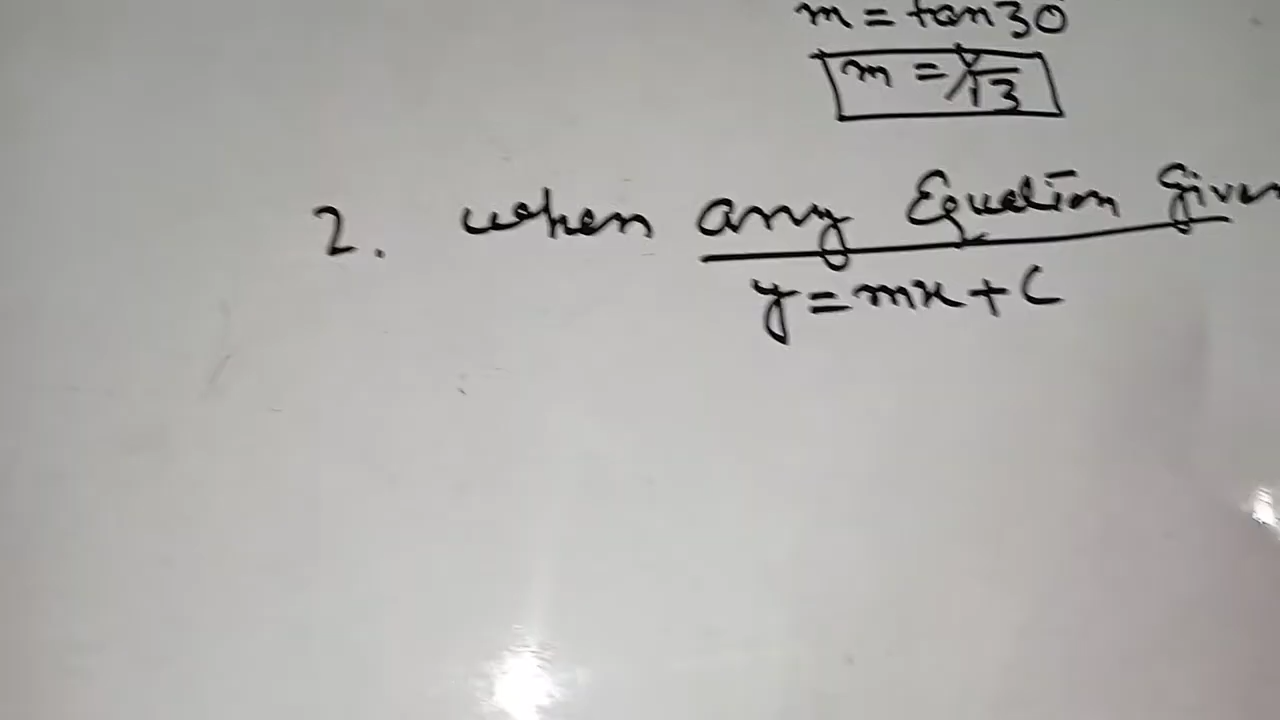 m = tan30
m = 1/√3
2. when any Equation Given
y = mx + c